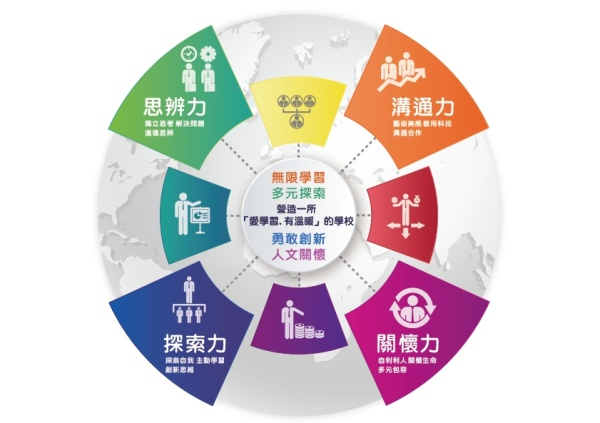 思辨力
獨立思考 解決問題
道德思辨
溝通力
藝術美感 善用科技
溝通合作
無限學習
多元探索
營造一所
「愛學習.有溫暖」的學校
勇敢創新
人文關懷
探索力
探索自我 主動學習
創新思維
關懷力
自利利人 關懷生命
多元包容